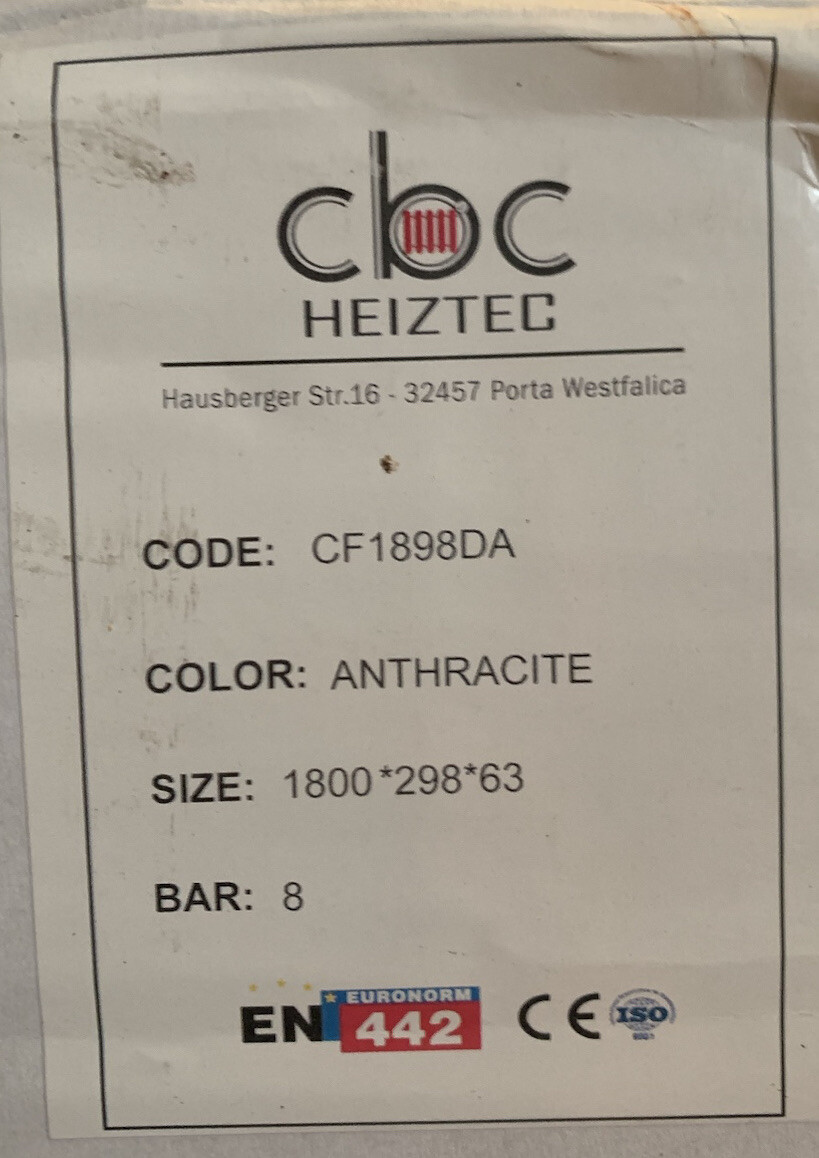 cbc
HEIZTEC
Hausberger Str.16 - 32457 Porta Westfalica
CODE: CF1898DA
COLOR: ANTHRACITE
SIZE: 1800*298*63
BAR: 8
EN EURONORM 442 CE ISO